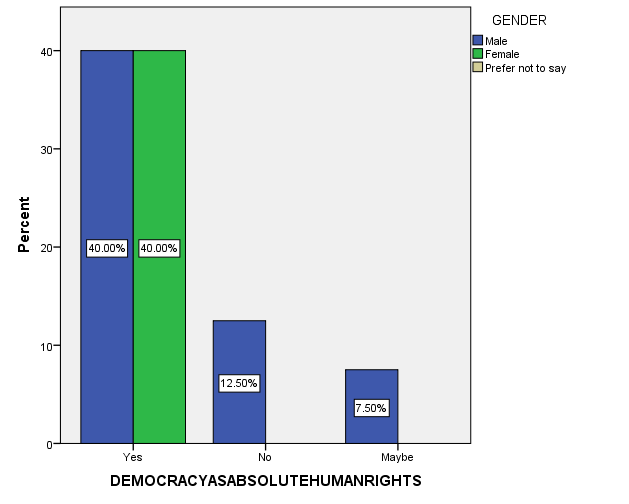 GENDER
Male
Female
Prefer not to say
Percent
40
30
20
10
0
40.00%
40.00%
12.50%
7.50%
Yes
No
Maybe
DEMOCRACYASABSOLUTEHUMANRIGHTS